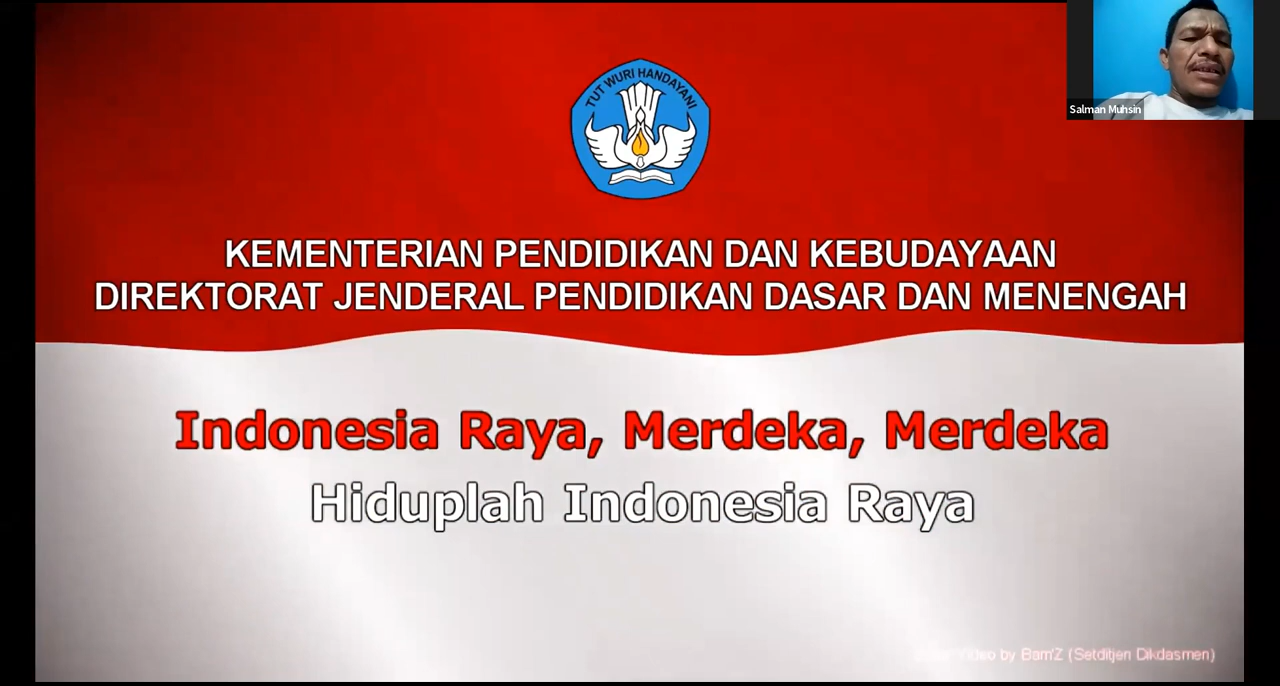 Salman Muhsin
TUT WURI HANDAYANI
KEMENTERIAN PENDIDIKAN DAN KEBUDAYAAN
DIREKTORAT JENDERAL PENDIDIKAN DASAR DAN MENENGAH
Indonesia Raya, Merdeka, Merdeka
Hiduplah Indonesia Raya
Video by Bam'Z (Setditjen Dikdasmen)